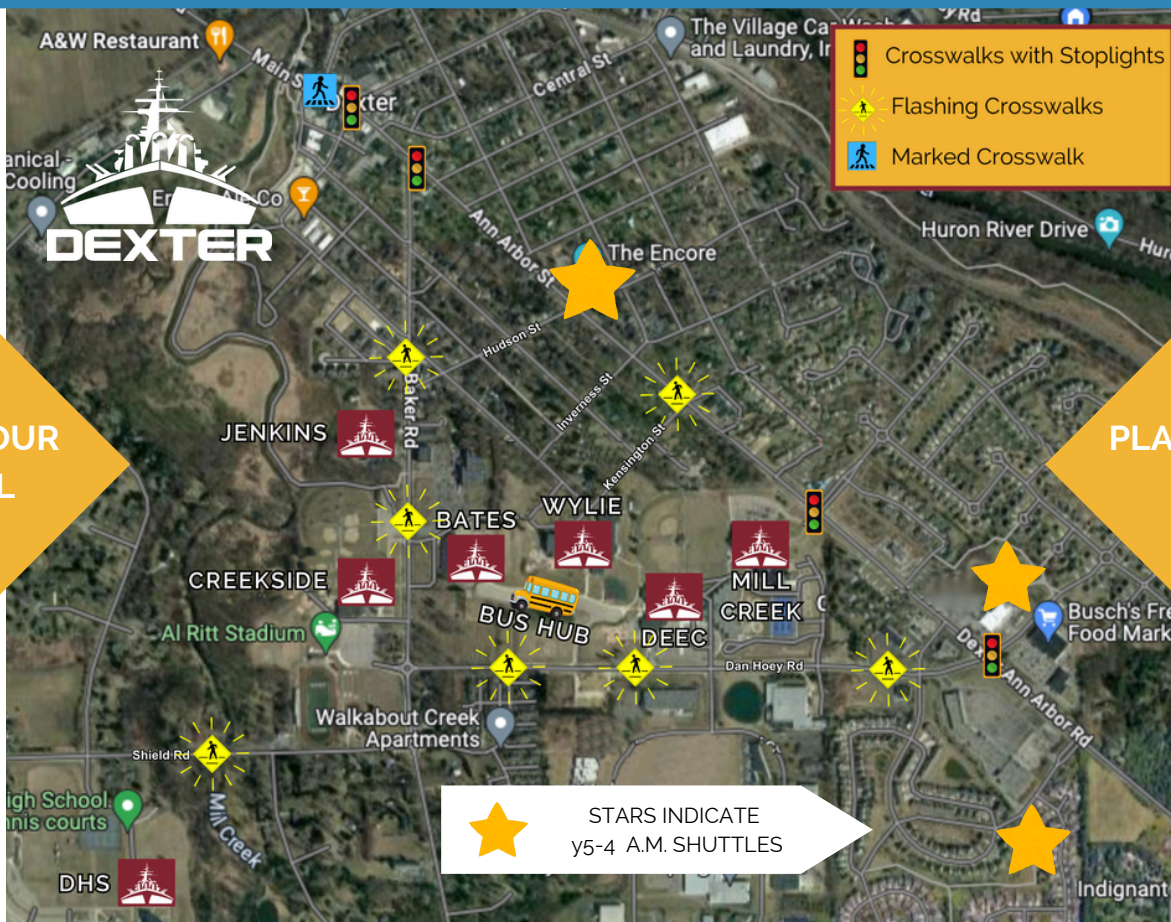 A&W Restaurant
The Village Car Wash
and Laundry, In
Main S
Central St
Dexter
Crosswalks with Stoplights
Flashing Crosswalks
Marked Crosswalk
anical -
Cooling
Ale Co
DEXTER
Ann Arbor St
The Encore
Huron River Drive
Hudson St
Baker Rd
Inverness St
Kensington St
JENKINS
OUR
L
PLA
BATES
WYLIE
CREEKSIDE
MILL
CREEK
BUS HUB
DEEC
Al Ritt Stadium
Busch's Fre
Food Mark
Dan Hoey Rd
Ann Arbor Rd
Walkabout Creek
Apartments
Shield Rd
Mill Creek
igh School
nnis courts
STARS INDICATE
y5-4 A.M. SHUTTLES
DHS
Indignant